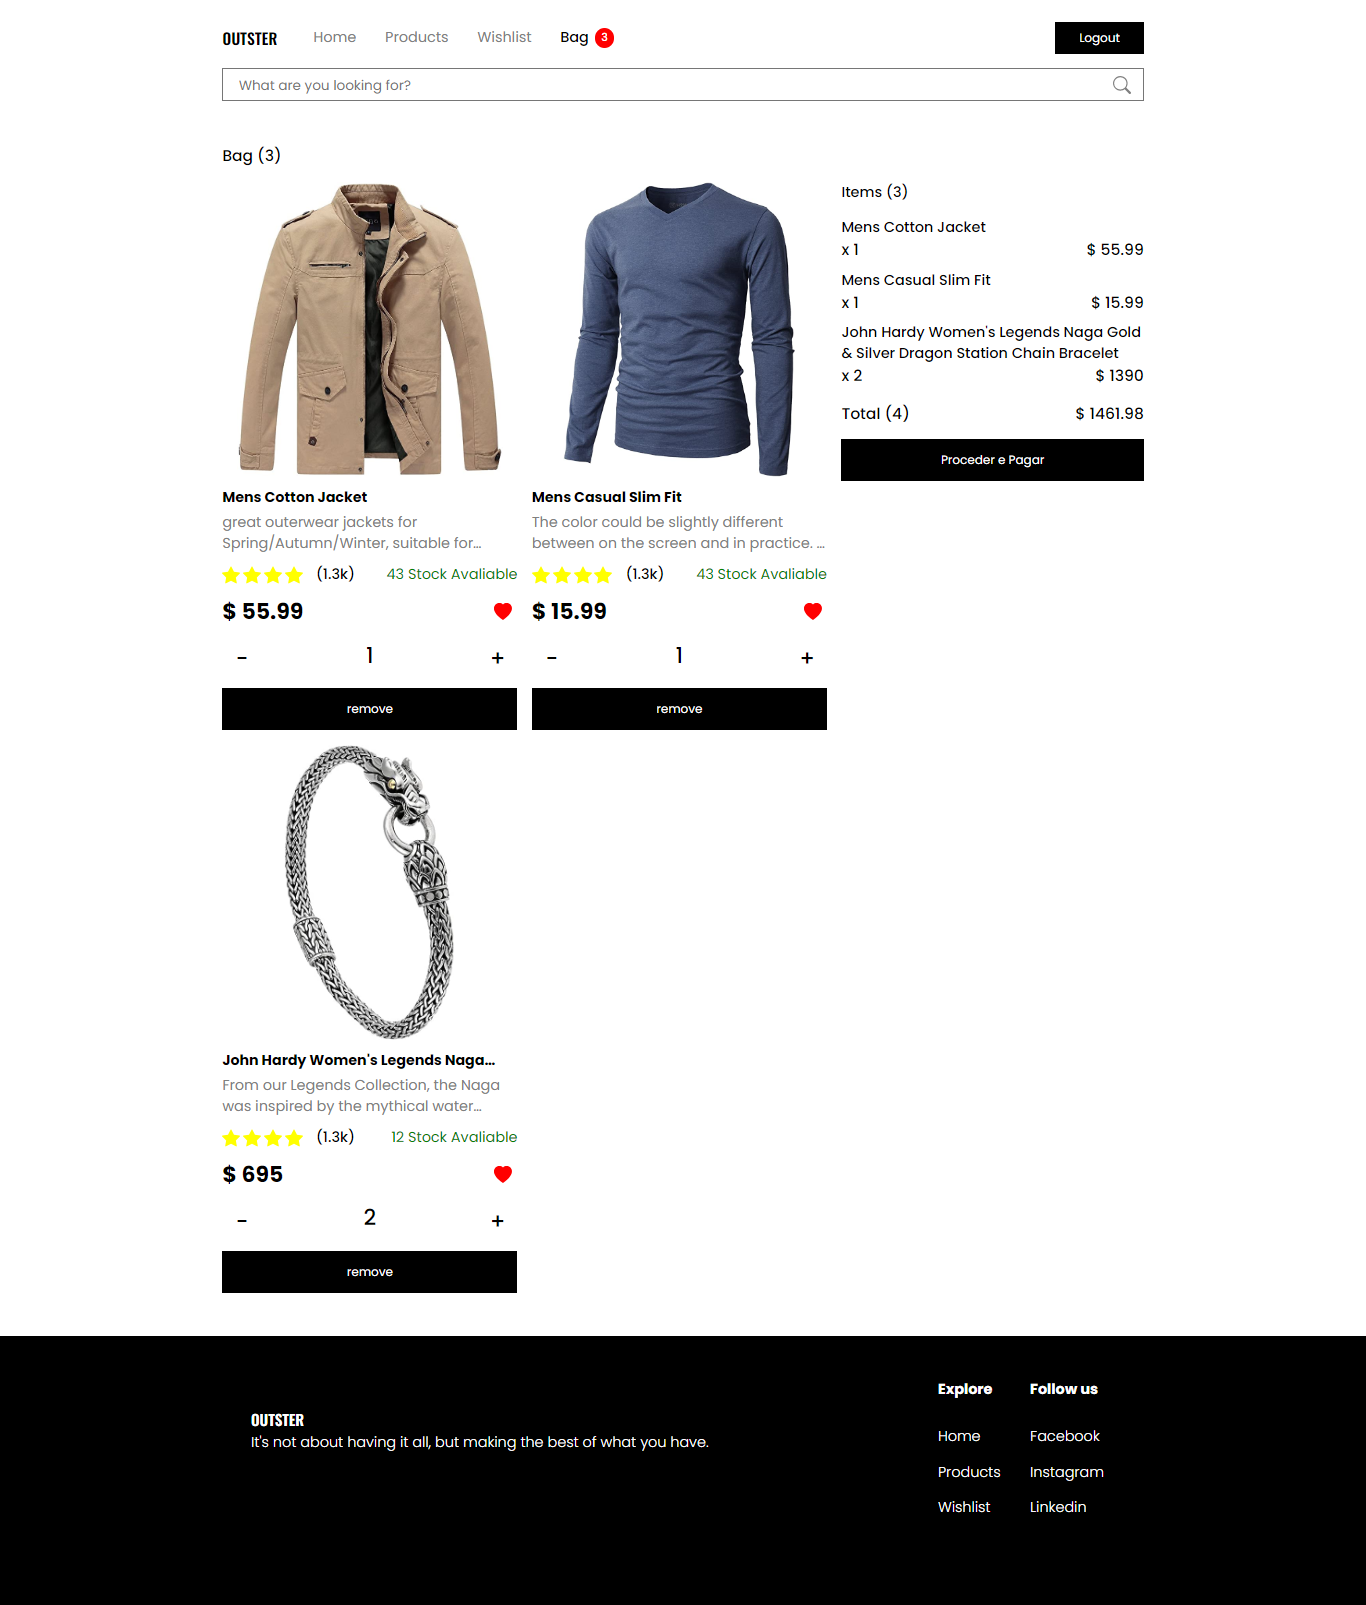 OUTSTER
Home
Products
Wishlist
Bag 3
Logout
What are you looking for?
Bag (3)
Mens Cotton Jacket
great outerwear jackets for
Spring/Autumn/Winter, suitable for...
(1.3k)
43 Stock Avaliable
$ 55.99
- 1 +
remove
Mens Casual Slim Fit
The color could be slightly different
between on the screen and in practice. ...
(1.3k)
43 Stock Avaliable
$ 15.99
- 1 +
remove
John Hardy Women's Legends Naga...
From our Legends Collection, the Naga
was inspired by the mythical water...
(1.3k)
12 Stock Avaliable
$ 695
- 2 +
remove
Items (3)
Mens Cotton Jacket
x 1 $ 55.99
Mens Casual Slim Fit
x 1 $ 15.99
John Hardy Women's Legends Naga Gold
& Silver Dragon Station Chain Bracelet
x 2 $ 1390
Total (4) $ 1461.98
Proceder e Pagar
OUTSTER
It's not about having it all, but making the best of what you have.
Explore
Home
Products
Wishlist
Follow us
Facebook
Instagram
Linkedin